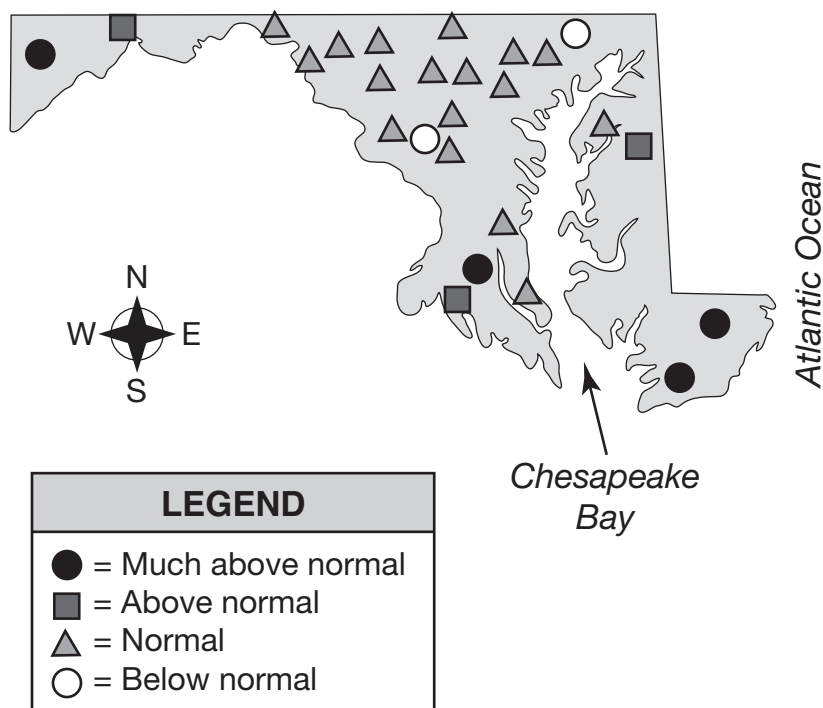 Atlantic Ocean
N
W E
S
Chesapeake
Bay
LEGEND
= Much above normal
= Above normal
= Normal
= Below normal